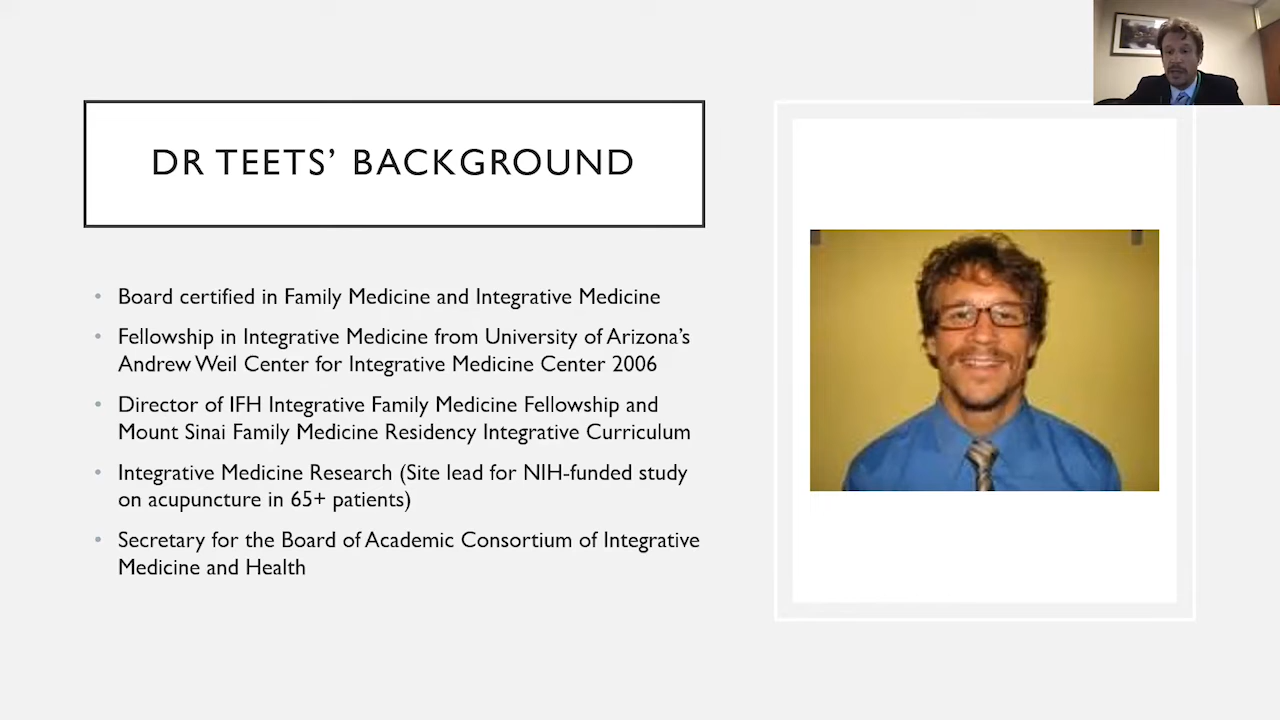 DR TEETS’ BACKGROUND
• Board certified in Family Medicine and Integrative Medicine
• Fellowship in Integrative Medicine from University of Arizona’s
Andrew Weil Center for Integrative Medicine Center 2006
• Director of IFH Integrative Family Medicine Fellowship and
Mount Sinai Family Medicine Residency Integrative Curriculum
• Integrative Medicine Research (Site lead for NIH-funded study
on acupuncture in 65+ patients)
• Secretary for the Board of Academic Consortium of Integrative
Medicine and Health